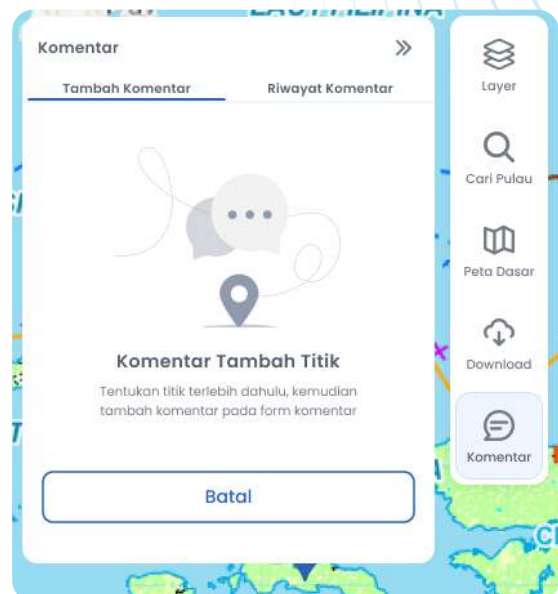 Komentar
Tambah Komentar
Riwayat Komentar
Komentar Tambah Titik
Tentukan titik terlebih dahulu, kemudian
tambah komentar pada form komentar
Batal
Layer
Cari Pulau
Peta Dasar
Download
Komentar